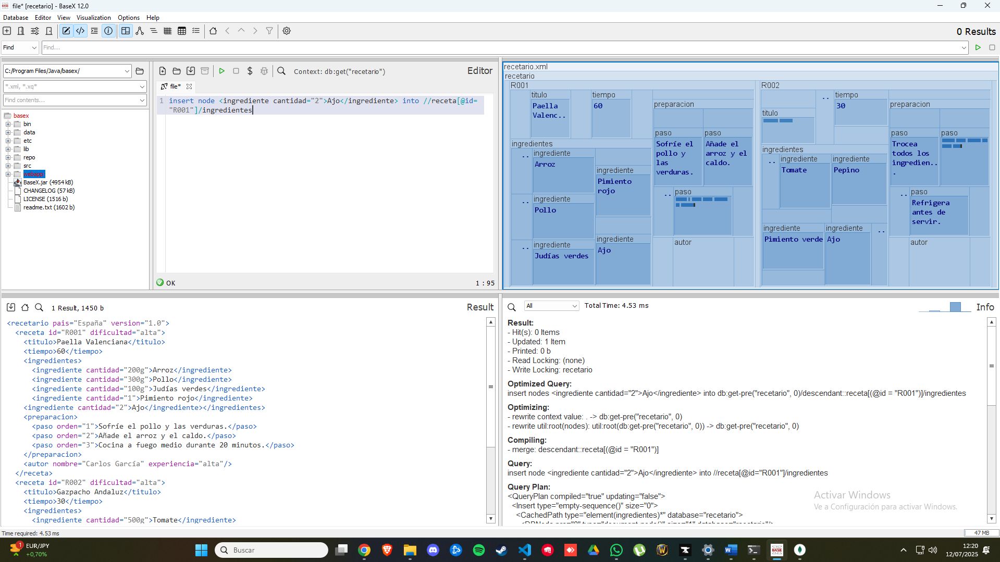 file* [recetario] - BaseX 12.0
Database Editor View Visualization Options Help
0 Results
Find
Find...
C:/Program Files/Java/basex/
*.xml, *.xq*
Find contents...
basex
bin
data
etc
lib
repo
src
webapp
BaseX.jar (4954 kB)
CHANGELOG (57 kB)
LICENSE (1516 b)
readme.txt (1602 b)
Context: db:get("recetario")
Editor
file*
1 insert node <ingrediente cantidad="2">Ajo</ingrediente> into //receta[@id=
"R001"]/ingredientes
OK
1 : 95
recetario.xml
recetario
R001
titulo
Paella
Valenc..
tiempo
60
preparacion
paso
Sofríe el
pollo y
las
verduras.
paso
Añade el
arroz y el
caldo.
ingredientes
..
ingrediente
Arroz
ingrediente
Pimiento
rojo
..
paso
..
ingrediente
Pollo
..
ingrediente
Judías verdes
ingrediente
Ajo
autor
R002
titulo
..
tiempo
30
preparacion
paso
Trocea
todos los
ingredien..
.
paso
ingredientes
..
ingrediente
Tomate
ingrediente
Pepino
..
paso
Refrigera
antes de
servir.
ingrediente
Pimiento verde
ingrediente
Ajo
..
autor
1 Result, 1450 b
Result
<recetario pais="España" version="1.0">
<receta id="R001" dificultad="alta">
<titulo>Paella Valenciana</titulo>
<tiempo>60</tiempo>
<ingredientes>
<ingrediente cantidad="200g">Arroz</ingrediente>
<ingrediente cantidad="300g">Pollo</ingrediente>
<ingrediente cantidad="100g">Judías verdes</ingrediente>
<ingrediente cantidad="1">Pimiento rojo</ingrediente>
<ingrediente cantidad="2">Ajo</ingrediente></ingredientes>
<preparacion>
<paso orden="1">Sofríe el pollo y las verduras.</paso>
<paso orden="2">Añade el arroz y el caldo.</paso>
<paso orden="3">Cocina a fuego medio durante 20 minutos.</paso>
</preparacion>
<autor nombre="Carlos García" experiencia="alta"/>
</receta>
<receta id="R002" dificultad="alta">
<titulo>Gazpacho Andaluz</titulo>
<tiempo>30</tiempo>
<ingredientes>
<ingrediente cantidad="500g">Tomate</ingrediente>
All
Total Time: 4.53 ms
Info
Result:
- Hit(s): 0 Items
- Updated: 1 Item
- Printed: 0 b
- Read Locking: (none)
- Write Locking: recetario
Optimized Query:
insert nodes <ingrediente cantidad="2">Ajo</ingrediente> into db:get-pre("recetario", 0)/descendant::receta[(@id = "R001")]/ingredientes
Optimizing:
- rewrite context value: . -> db:get-pre("recetario", 0)
- rewrite util:root(nodes): util:root(db:get-pre("recetario", 0)) -> db:get-pre("recetario", 0)
Compiling:
- merge: descendant::receta[(@id = "R001")]
Query:
insert node <ingrediente cantidad="2">Ajo</ingrediente> into //receta[@id="R001"]/ingredientes
Query Plan:
<QueryPlan compiled="true" updating="false">
<Insert type="empty-sequence()" size="0">
<CachedPath type="element(ingredientes)*" database="recetario">
Activar Windows
Ve a Configuración para activar Windows.
Time required: 4.53 ms
47 MB
1
EUR/JPY
+0,70%
Buscar
BASE
12:20
12/07/2025